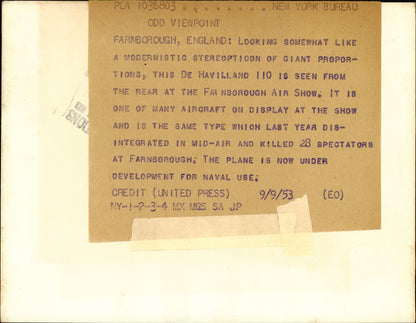 PLA 1036803 . . . . . . . . NEW YORK BUREAU
ODD VIEWPOINT
FARNBOROUGH, ENGLAND: LOOKING SOMEWHAT LIKE
A MODERNISTIC STEREOPTICON OF GIANT PROPOR-
TIONS, THIS DE HAVILLAND 110 IS SEEN FROM
THE REAR AT THE FARNBOROUGH AIR SHOW. IT IS
ONE OF MANY AIRCRAFT ON DISPLAY AT THE SHOW
AND IS THE SAME TYPE WHICH LAST YEAR DIS-
INTEGRATED IN MID-AIR AND KILLED 28 SPECTATORS
AT FARNBOROUGH. THE PLANE IS NOW UNDER
DEVELOPMENT FOR NAVAL USE.
CREDIT (UNITED PRESS) 9/9/53 (EO)
NY-1-2-3-4 MX MGS SA JP